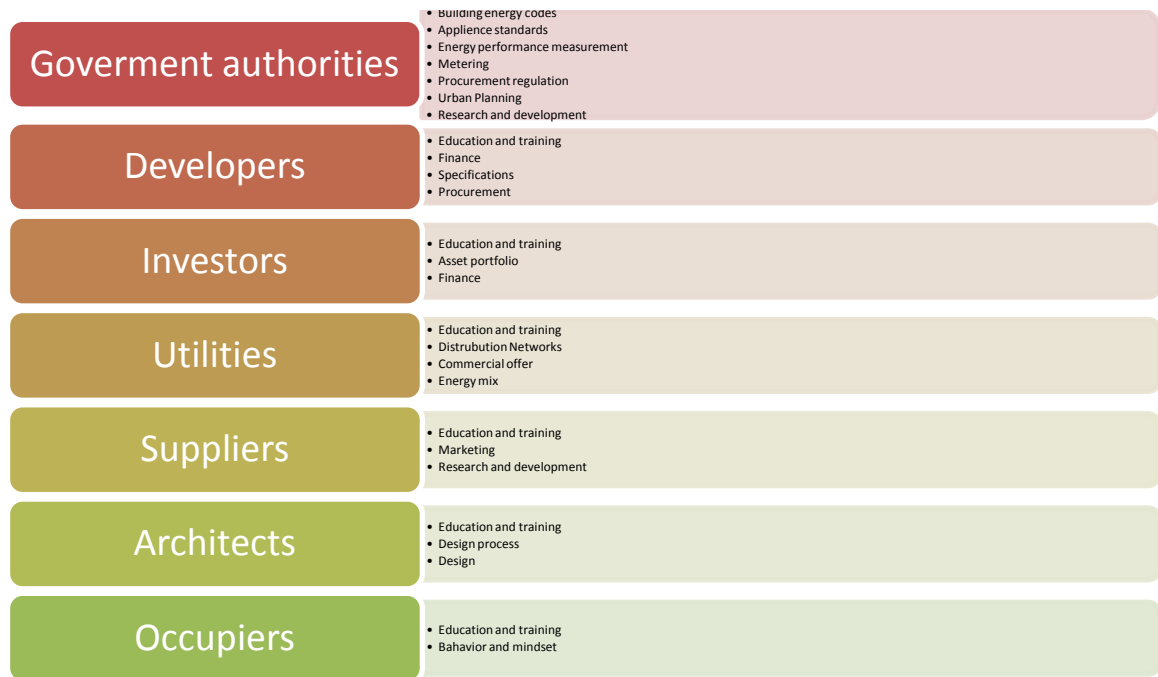 Goverment authorities
• Building energy codes
• Applience standards
• Energy performance measurement
• Metering
• Procurement regulation
• Urban Planning
• Research and development
Developers
• Education and training
• Finance
• Specifications
• Procurement
Investors
• Education and training
• Asset portfolio
• Finance
Utilities
• Education and training
• Distrubution Networks
• Commercial offer
• Energy mix
Suppliers
• Education and training
• Marketing
• Research and development
Architects
• Education and training
• Design process
• Design
Occupiers
• Education and training
• Bahavior and mindset